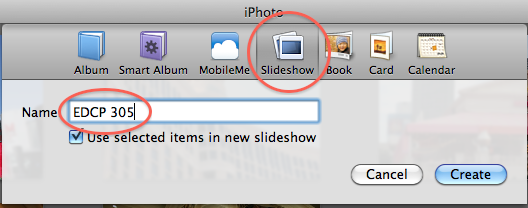 iPhoto
Album Smart Album MobileMe Slideshow Book Card Calendar
Name EDCP 305
Use selected items in new slideshow
Cancel Create